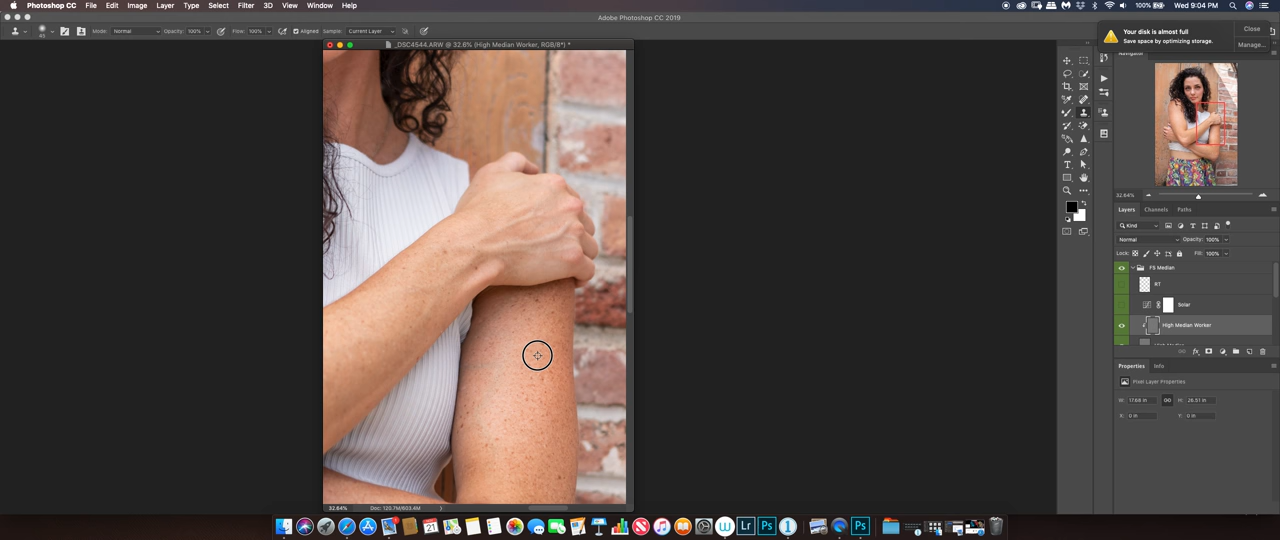 Photoshop CC File Edit Image Layer Type Select Filter 3D View Window Help
100% Wed 9:04 PM
Adobe Photoshop CC 2019
Mode: Normal Opacity: 100% Flow: 100% Aligned Sample: Current Layer
_DSC4544.ARW @ 32.6% (High Median Worker, RGB/8*) *
Your disk is almost full
Save space by optimizing storage.
Close
Manage...
Navigator
32.64%
Layers Channels Paths
Kind
Normal Opacity: 100%
Lock: Fill: 100%
FS Median
RT
Solar
High Median Worker
Properties Info
Pixel Layer Properties
W: 17.68 in H: 26.51 in
X: 0 in Y: 0 in
32.64% Doc: 120.7M/603.4M